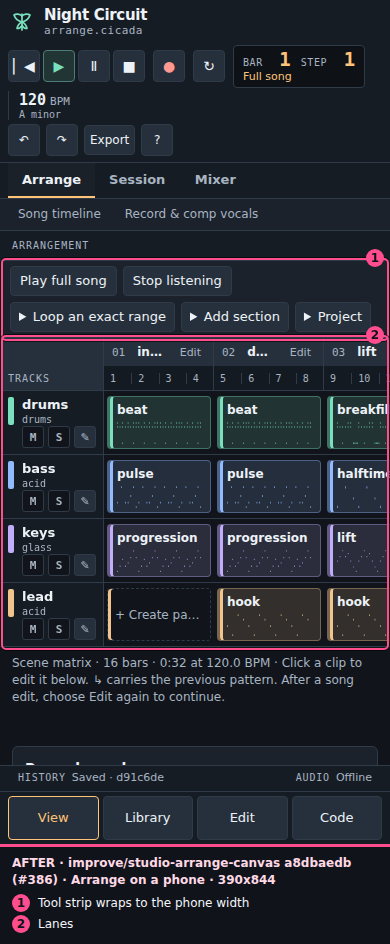 Night Circuit
arrange.cicada
BAR 1 STEP 1
Full song
120 BPM
A minor
Export ?
Arrange Session Mixer
Song timeline Record & comp vocals
ARRANGEMENT
1
Play full song Stop listening
▶ Loop an exact range ▶ Add section ▶ Project
2
01 in... Edit 02 d... Edit 03 lift
TRACKS 1 2 3 4 5 6 7 8 9 10
drums beat beat breakfil
drums
M S ✎
bass pulse pulse halftime
acid
M S ✎
keys progression progression lift
glass
M S ✎
lead + Create pa... hook hook
acid
M S ✎
Scene matrix · 16 bars · 0:32 at 120.0 BPM · Click a clip to
edit it below. ↳ carries the previous pattern. After a song
edit, choose Edit again to continue.
HISTORY Saved · d91c6de AUDIO Offline
View Library Edit Code
AFTER · improve/studio-arrange-canvas a8dbaedb
(#386) · Arrange on a phone · 390x844
1 Tool strip wraps to the phone width
2 Lanes